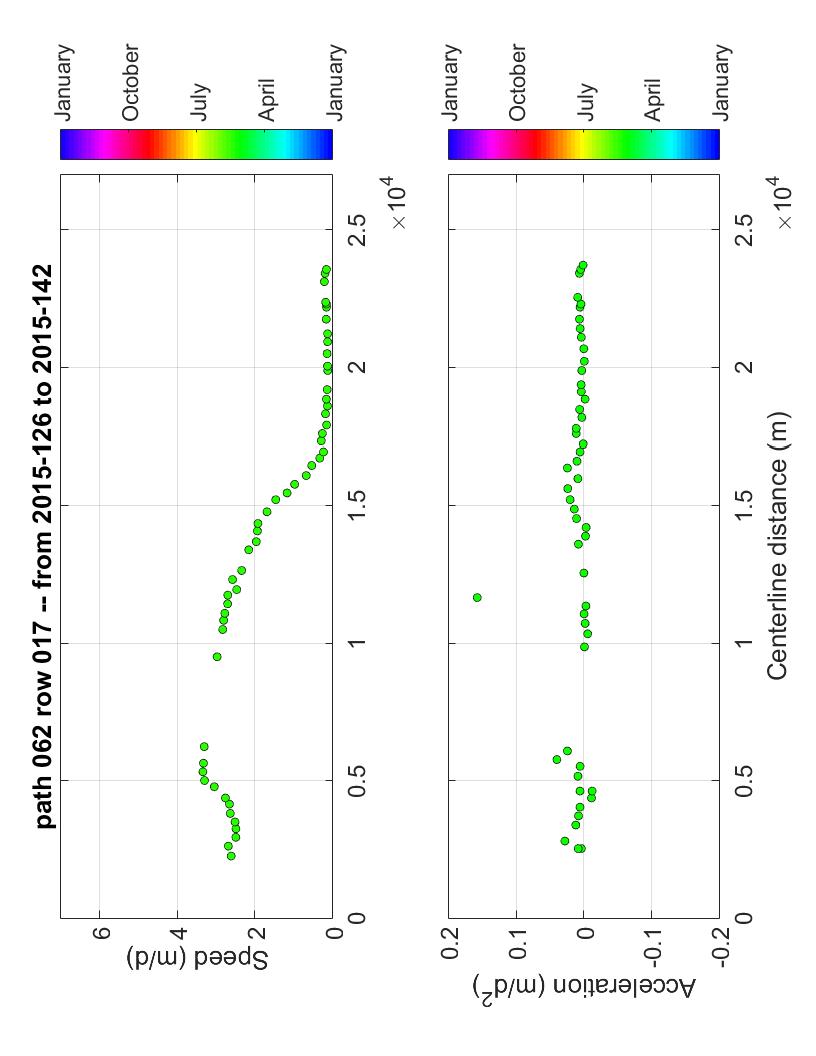 path 062 row 017 -- from 2015-126 to 2015-142
Speed (m/d)
6
4
2
0
0
0.5
1
1.5
2
2.5
×10^4
January
October
July
April
January
Acceleration (m/d^2)
0.2
0.1
0
-0.1
-0.2
0
0.5
1
1.5
2
2.5
×10^4
Centerline distance (m)
January
October
July
April
January